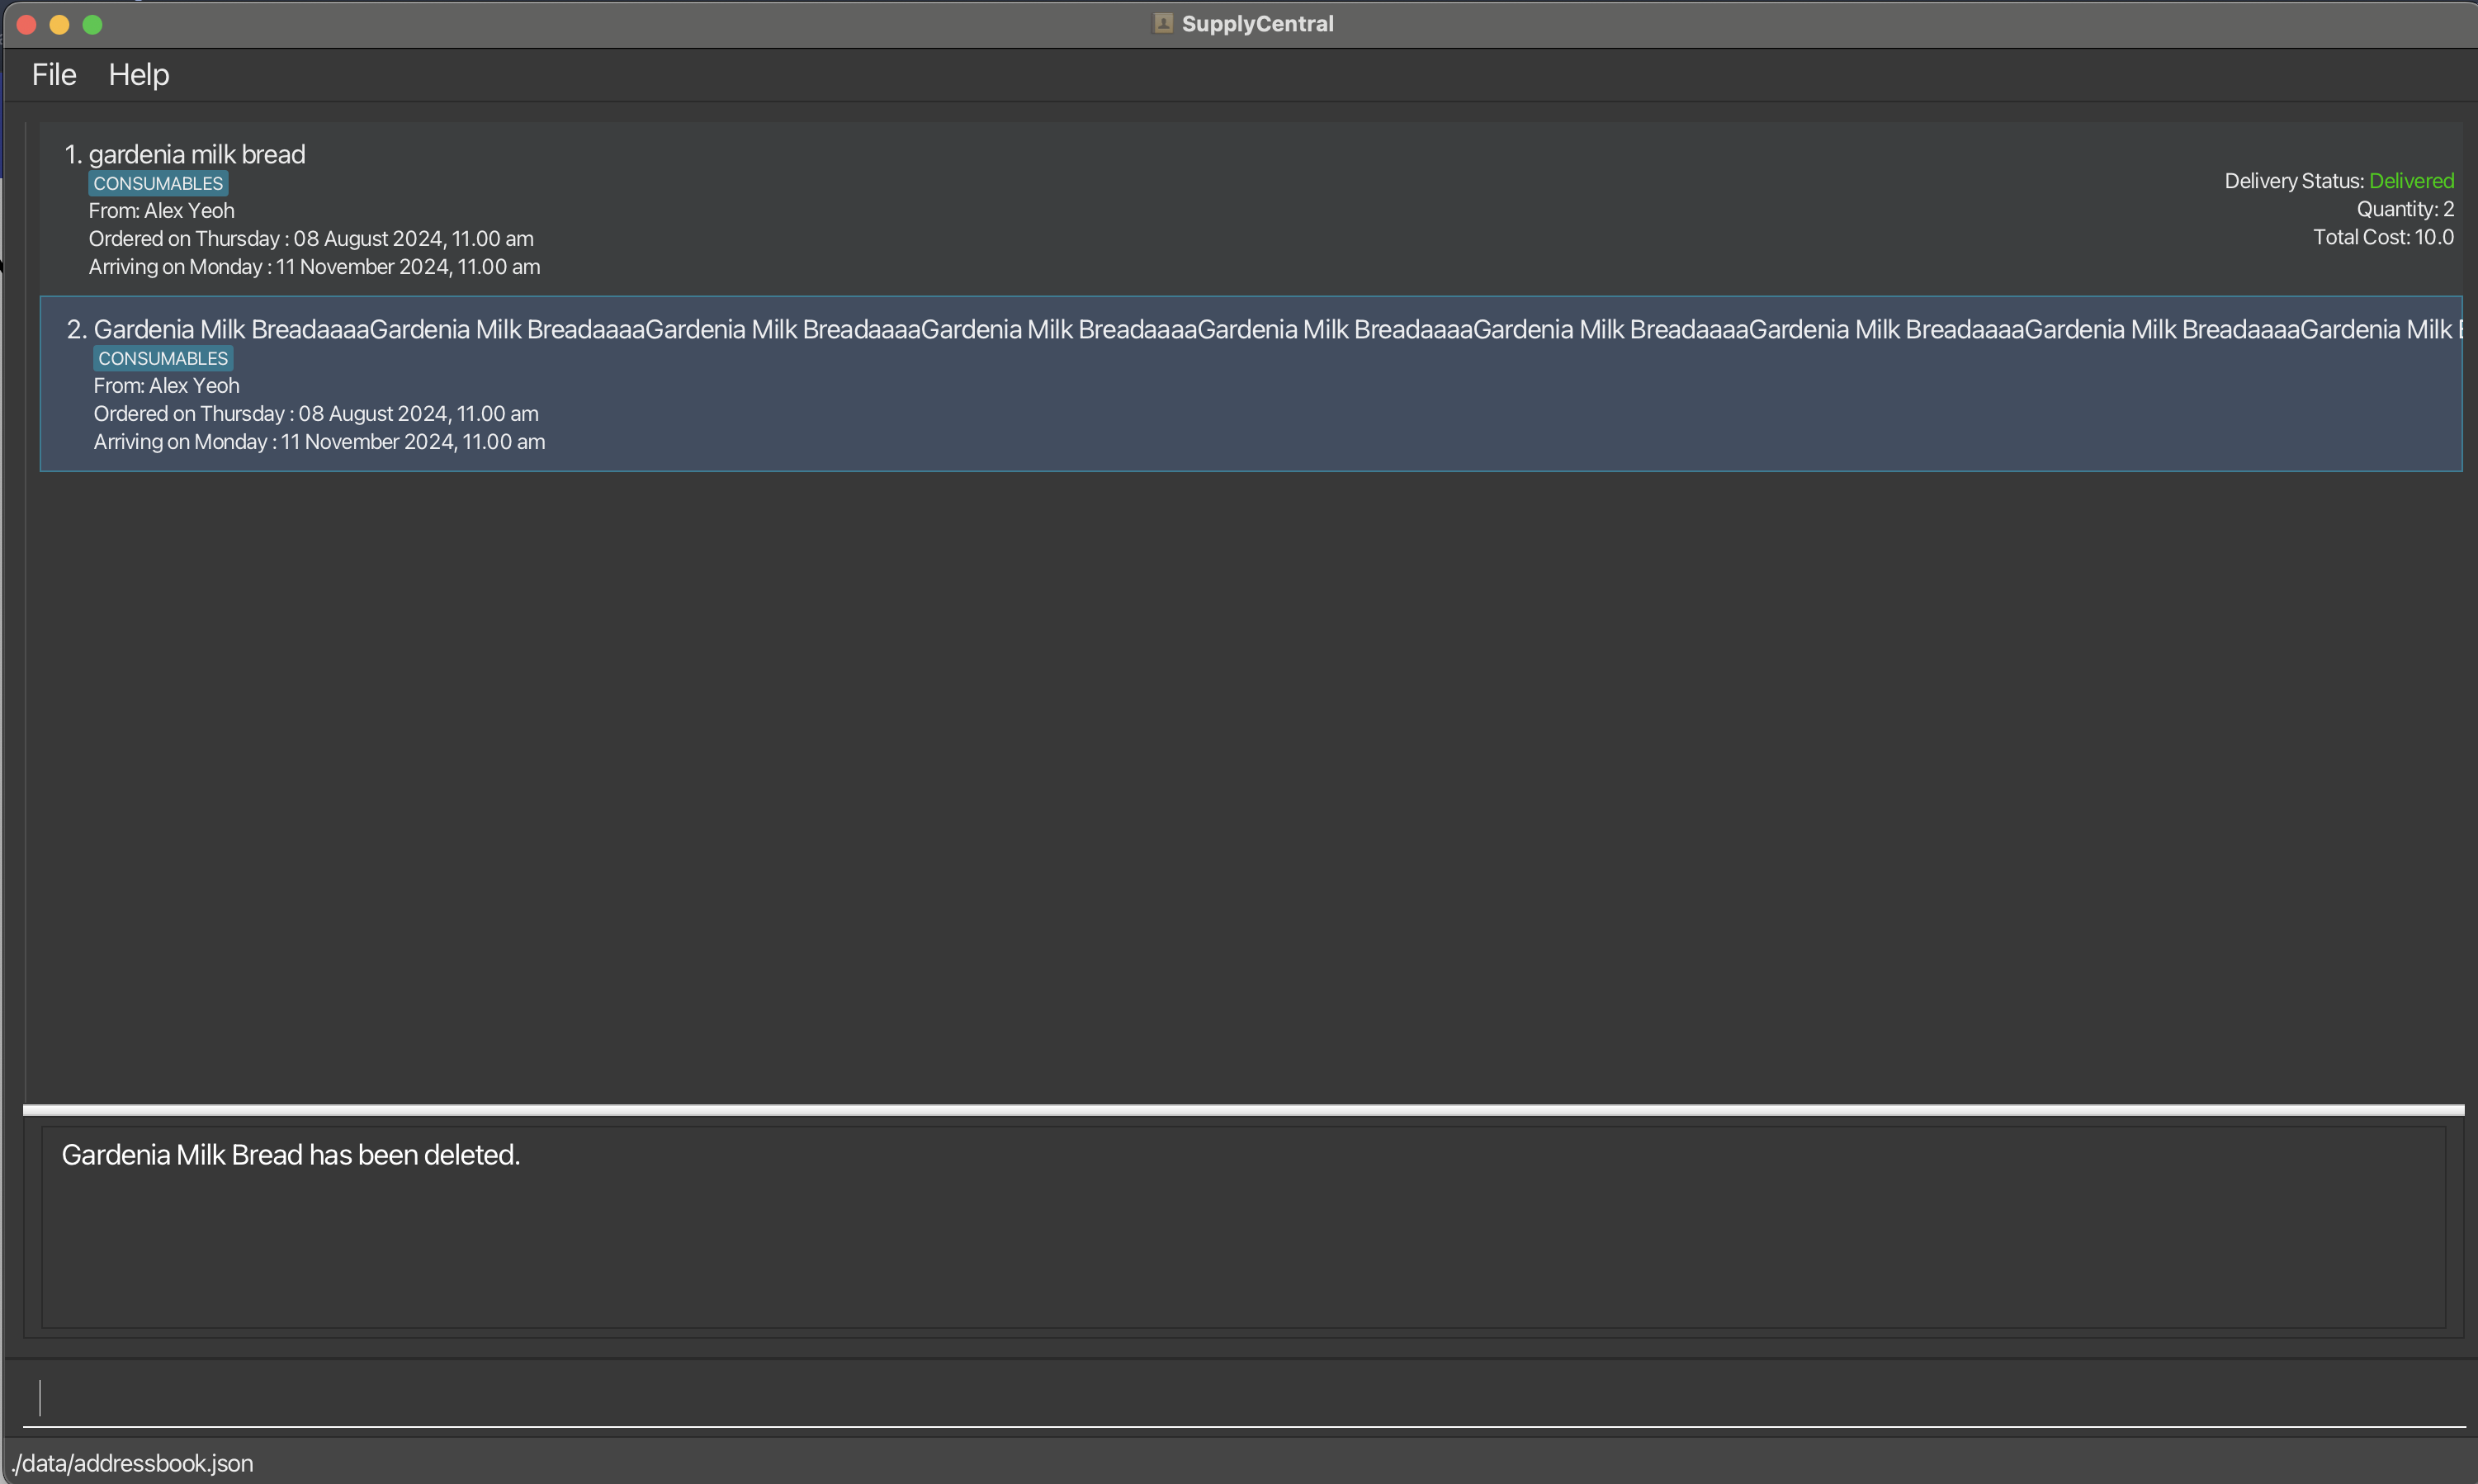 SupplyCentral
File Help
1. gardenia milk bread
CONSUMABLES
From: Alex Yeoh
Ordered on Thursday : 08 August 2024, 11.00 am
Arriving on Monday : 11 November 2024, 11.00 am
Delivery Status: Delivered
Quantity: 2
Total Cost: 10.0
2. Gardenia Milk BreadaaaaGardenia Milk BreadaaaaGardenia Milk BreadaaaaGardenia Milk BreadaaaaGardenia Milk BreadaaaaGardenia Milk BreadaaaaGardenia Milk BreadaaaaGardenia Milk BreadaaaaGardenia Milk
CONSUMABLES
From: Alex Yeoh
Ordered on Thursday : 08 August 2024, 11.00 am
Arriving on Monday : 11 November 2024, 11.00 am
Gardenia Milk Bread has been deleted.
./data/addressbook.json